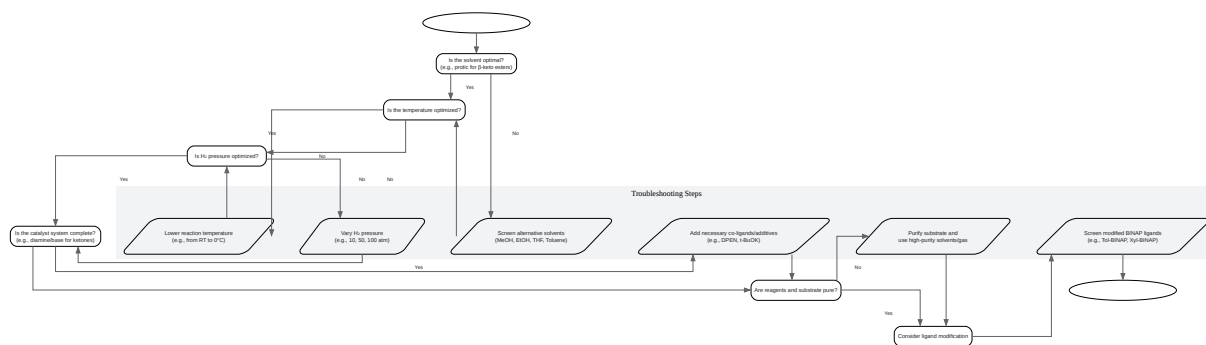 Is the solvent optimal?
(e.g., protic for β-keto esters)
Yes
Is the temperature optimized?
Yes
No
Is H₂ pressure optimized?
No
Yes
No
No
Troubleshooting Steps
Is the catalyst system complete?
(e.g., diamine/base for ketones)
Lower reaction temperature
(e.g., from RT to 0°C)
Vary H₂ pressure
(e.g., 10, 50, 100 atm)
Screen alternative solvents
(MeOH, EtOH, THF, Toluene)
Add necessary co-ligands/additives
(e.g., DPEN, t-BuOK)
Purify substrate and
use high-purity solvents/gas
Screen modified BINAP ligands
(e.g., Tol-BINAP, Xyl-BINAP)
Yes
No
Are reagents and substrate pure?
Yes
Consider ligand modification